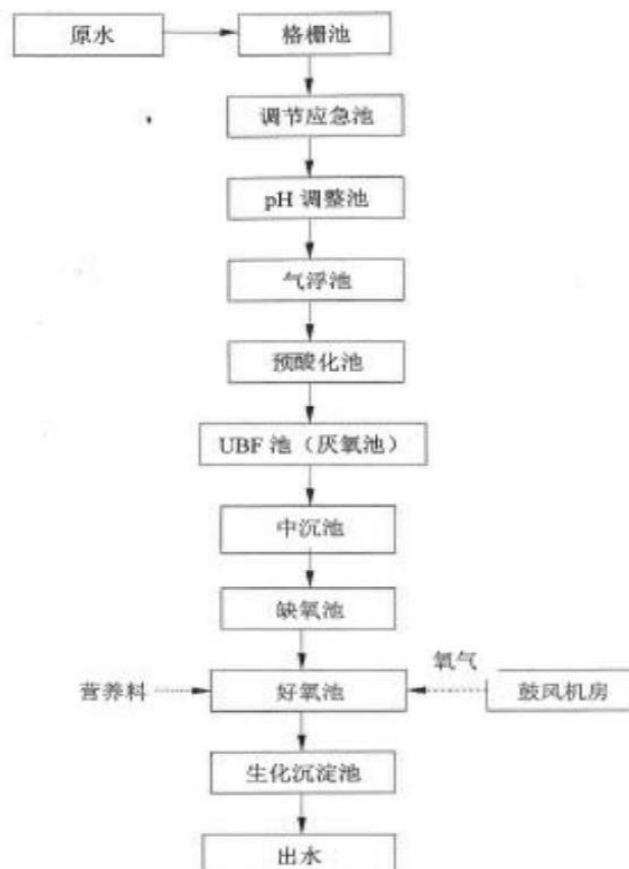 原水
格栅池
调节应急池
pH 调整池
气浮池
预酸化池
UBF 池（厌氧池）
中沉池
缺氧池
氧气
营养料
好氧池
鼓风机房
生化沉淀池
出水